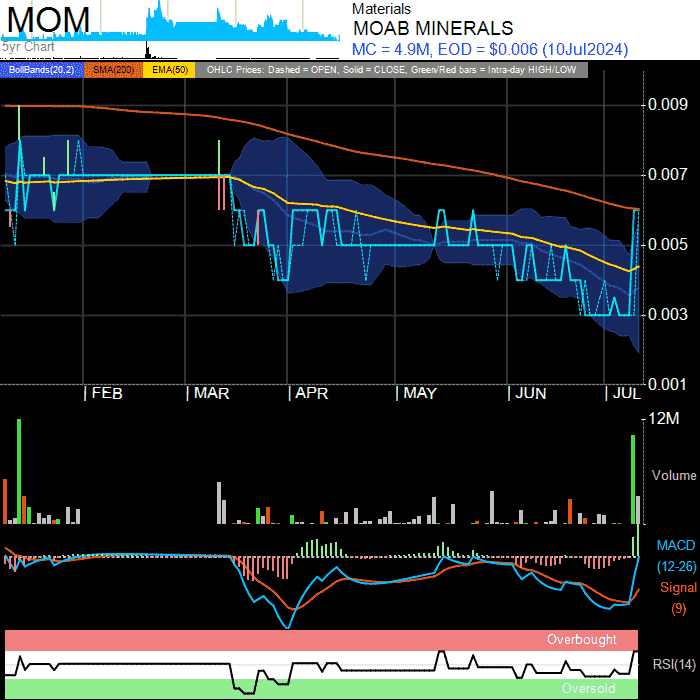 MOM
5yr Chart
Materials
MOAB MINERALS
MC = 4.9M, EOD = $0.006 (10Jul2024)
BollBands(20,2) SMA(200) EMA(50) OHLC Prices: Dashed = OPEN, Solid = CLOSE, Green/Red bars = Intra-day HIGH/LOW
0.009
0.007
0.005
0.003
0.001
FEB MAR APR MAY JUN JUL
12M
Volume
MACD
(12-26)
Signal
(9)
Overbought
RSI(14)
Oversold